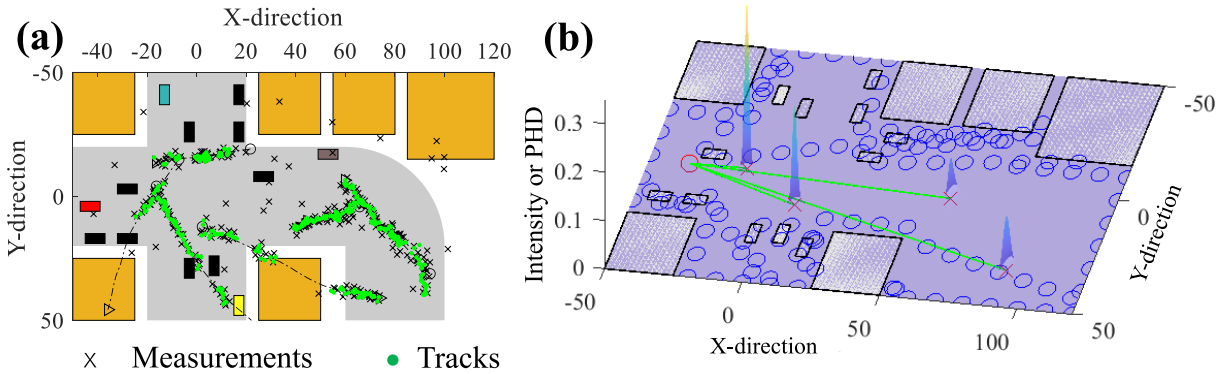 (a)
X-direction
-40 -20 0 20 40 60 80 100 120
Y-direction
-50
0
50
× Measurements ● Tracks
(b)
Intensity or PHD
0.3
0.2
0.1
0
-50
0
50
100
X-direction
-50
0
50
Y-direction